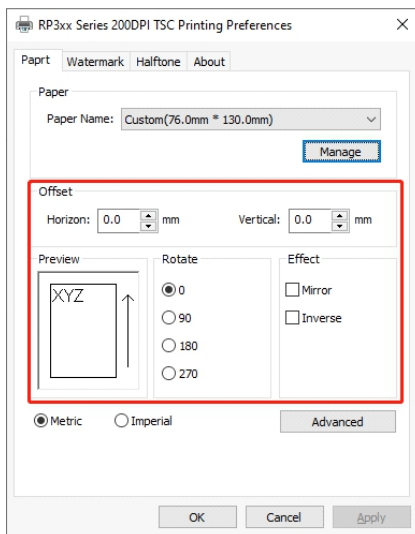 RP3xx Series 200DPI TSC Printing Preferences
Paprt Watermark Halftone About
Paper
Paper Name: Custom(76.0mm * 130.0mm)
Manage
Offset
Horizon: 0.0 mm Vertical: 0.0 mm
Preview Rotate Effect
XYZ 0 Mirror
90 Inverse
180
270
Metric Imperial Advanced
OK Cancel Apply